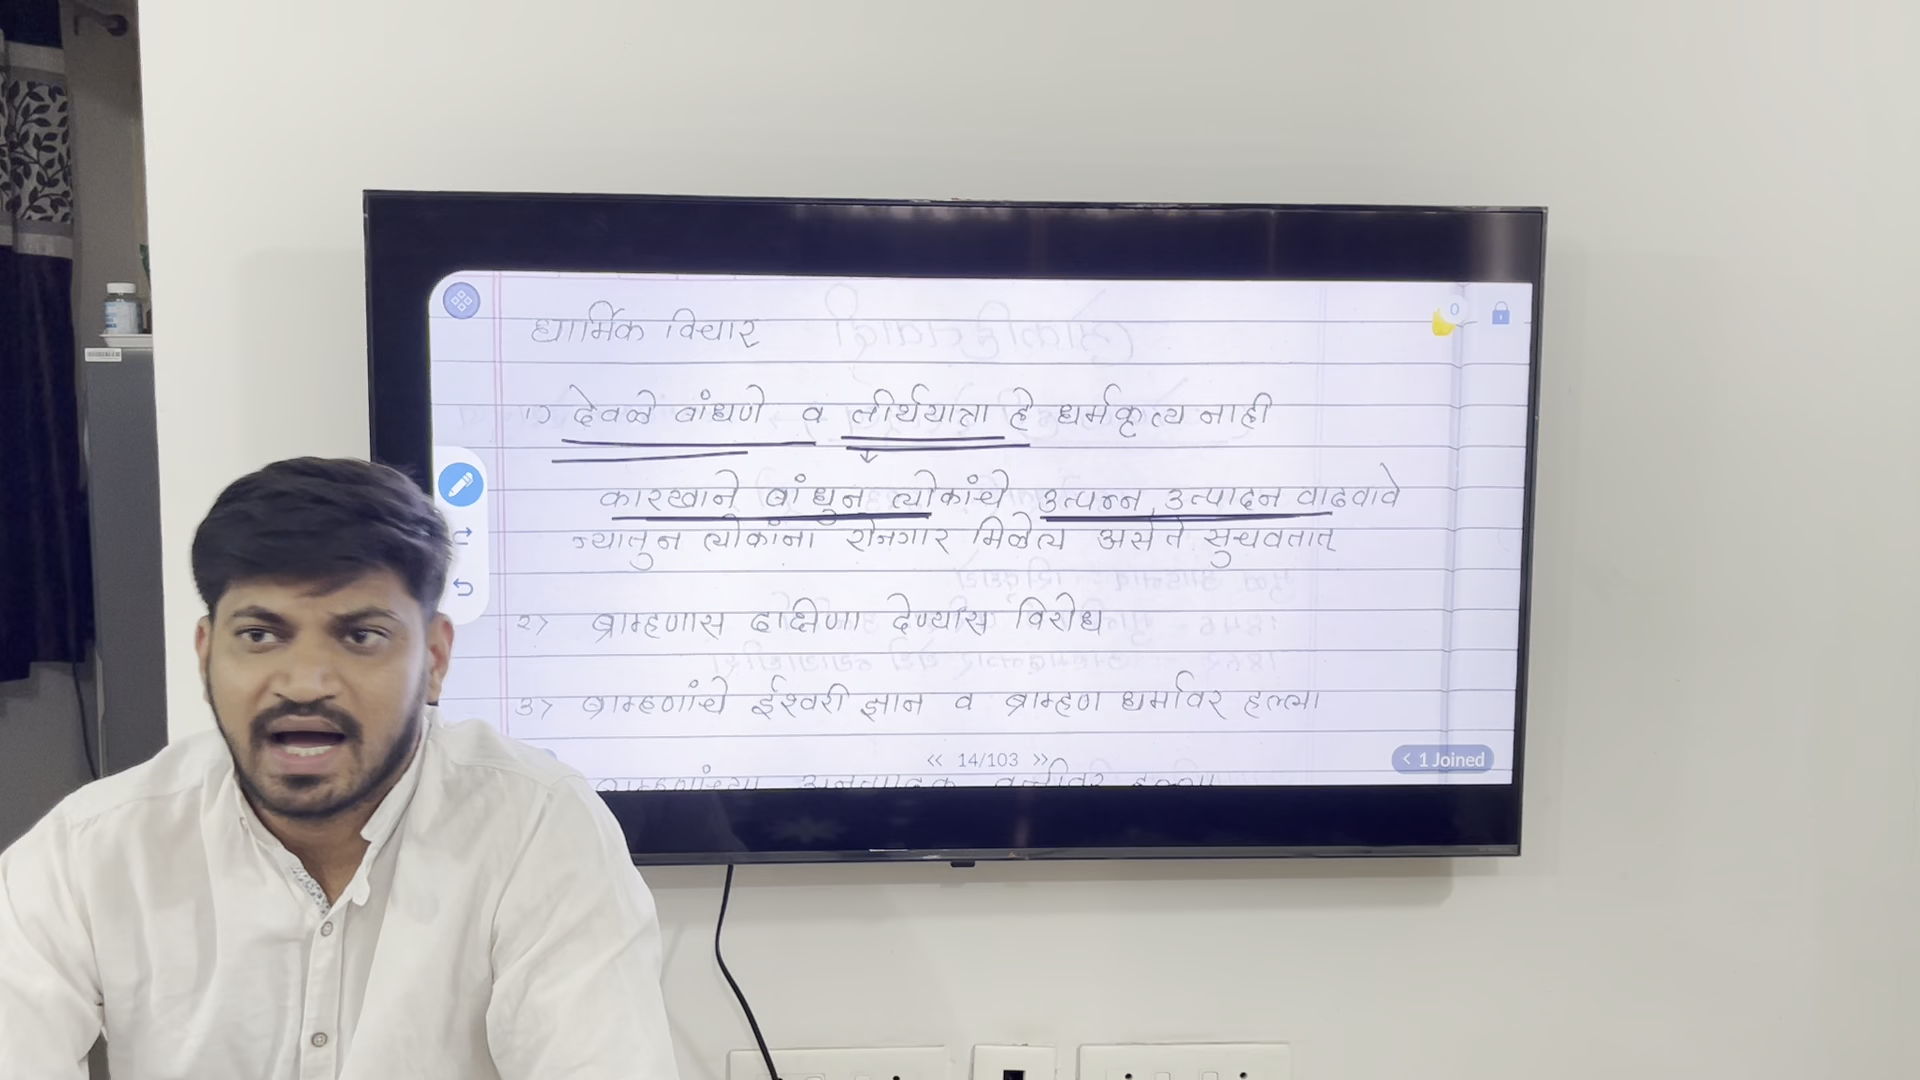 धार्मिक विचार
0
१) देवळे बांधणे व तीर्थयात्रा हे धर्मकृत्य नाही
कारखाने बांधुन लोकांचे उत्पन्न, उत्पादन वाढवावे
ज्यातुन लोकांना रोजगार मिळेल असे ते सुचवतात
२) ब्राम्हणास दक्षिणा देण्यास विरोध
३) ब्राम्हणांचे ईश्वरी ज्ञान व ब्राम्हण धर्मावर हल्ला
<< 14/103 >>
< 1 Joined